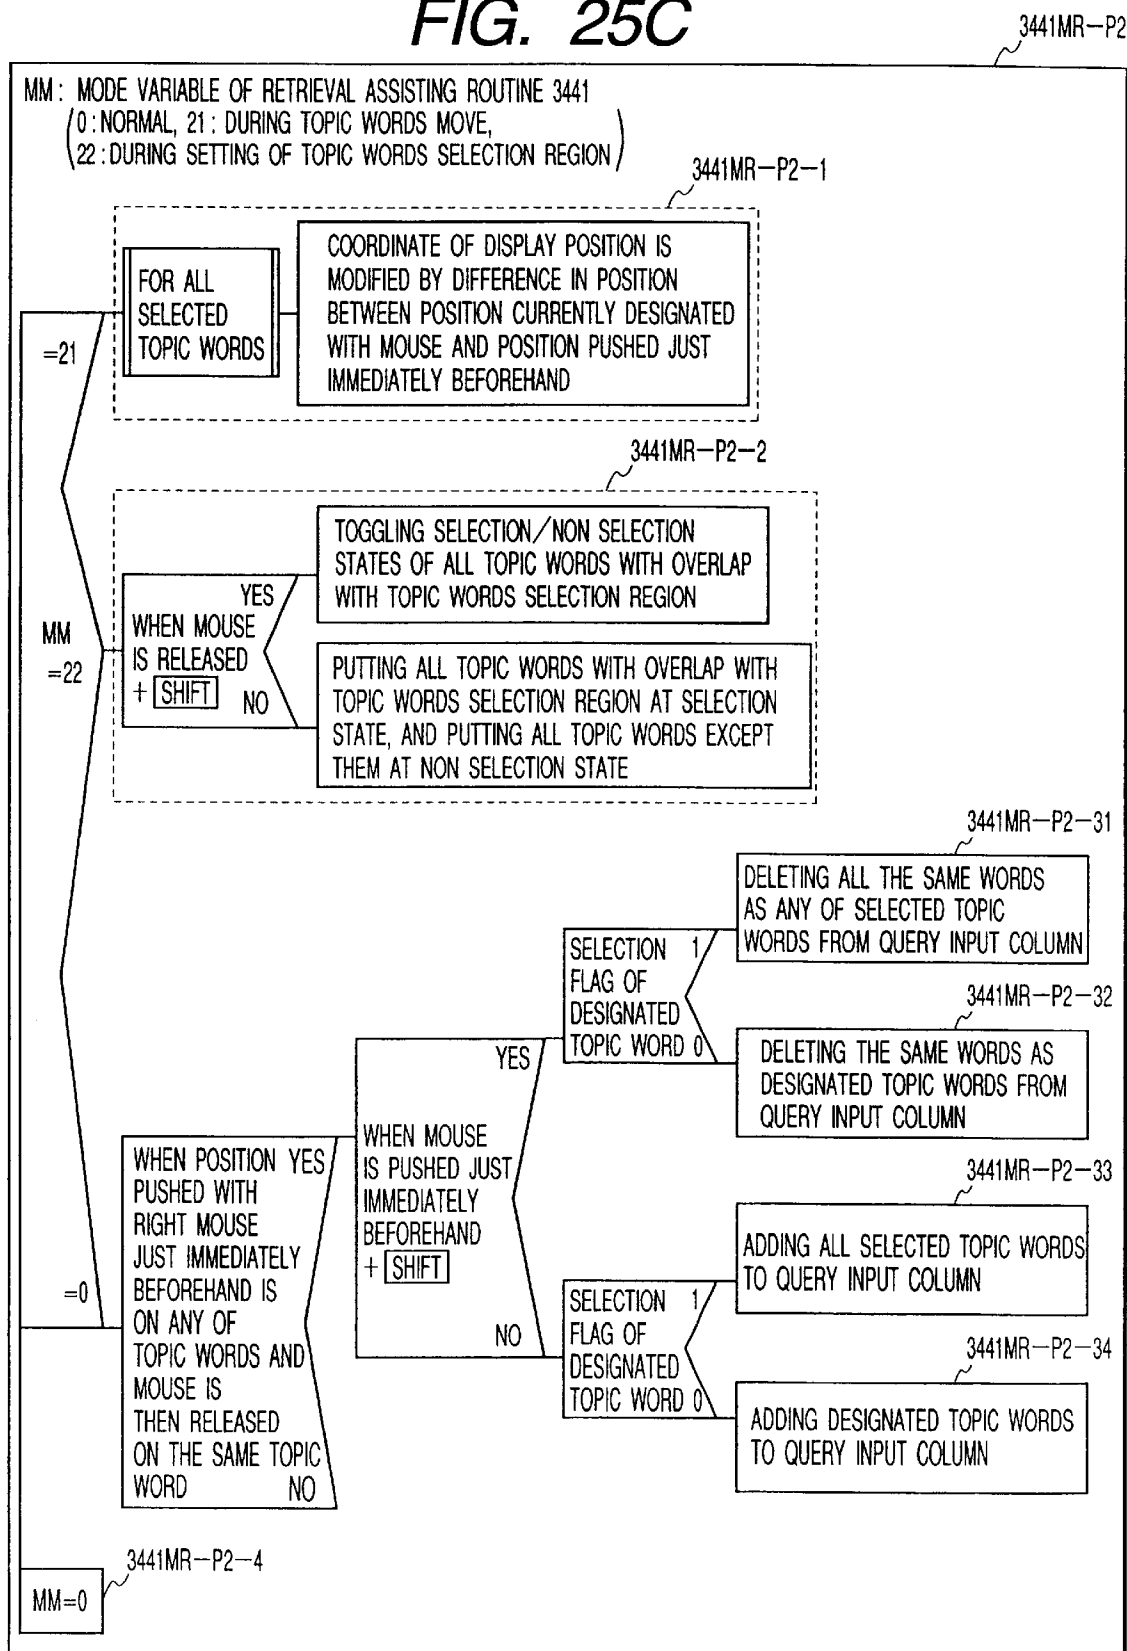 FIG. 25C
3441MR-P2
MM: MODE VARIABLE OF RETRIEVAL ASSISTING ROUTINE 3441
(0:NORMAL, 21: DURING TOPIC WORDS MOVE,
22:DURING SETTING OF TOPIC WORDS SELECTION REGION)
3441MR-P2-1
FOR ALL
SELECTED
TOPIC WORDS
COORDINATE OF DISPLAY POSITION IS
MODIFIED BY DIFFERENCE IN POSITION
BETWEEN POSITION CURRENTLY DESIGNATED
WITH MOUSE AND POSITION PUSHED JUST
IMMEDIATELY BEFOREHAND
=21
3441MR-P2-2
TOGGLING SELECTION/NON SELECTION
STATES OF ALL TOPIC WORDS WITH OVERLAP
WITH TOPIC WORDS SELECTION REGION
MM
=22
YES
WHEN MOUSE
IS RELEASED
+ SHIFT NO
PUTTING ALL TOPIC WORDS WITH OVERLAP WITH
TOPIC WORDS SELECTION REGION AT SELECTION
STATE, AND PUTTING ALL TOPIC WORDS EXCEPT
THEM AT NON SELECTION STATE
3441MR-P2-31
DELETING ALL THE SAME WORDS
AS ANY OF SELECTED TOPIC
WORDS FROM QUERY INPUT COLUMN
SELECTION 1
FLAG OF
DESIGNATED
TOPIC WORD 0
3441MR-P2-32
DELETING THE SAME WORDS AS
DESIGNATED TOPIC WORDS FROM
QUERY INPUT COLUMN
YES
WHEN MOUSE
IS PUSHED JUST
IMMEDIATELY
BEFOREHAND
+ SHIFT
NO
=0
WHEN POSITION YES
PUSHED WITH
RIGHT MOUSE
JUST IMMEDIATELY
BEFOREHAND IS
ON ANY OF
TOPIC WORDS AND
MOUSE IS
THEN RELEASED
ON THE SAME TOPIC
WORD NO
3441MR-P2-33
ADDING ALL SELECTED TOPIC WORDS
TO QUERY INPUT COLUMN
SELECTION 1
FLAG OF
DESIGNATED
TOPIC WORD 0
3441MR-P2-34
ADDING DESIGNATED TOPIC WORDS
TO QUERY INPUT COLUMN
3441MR-P2-4
MM=0